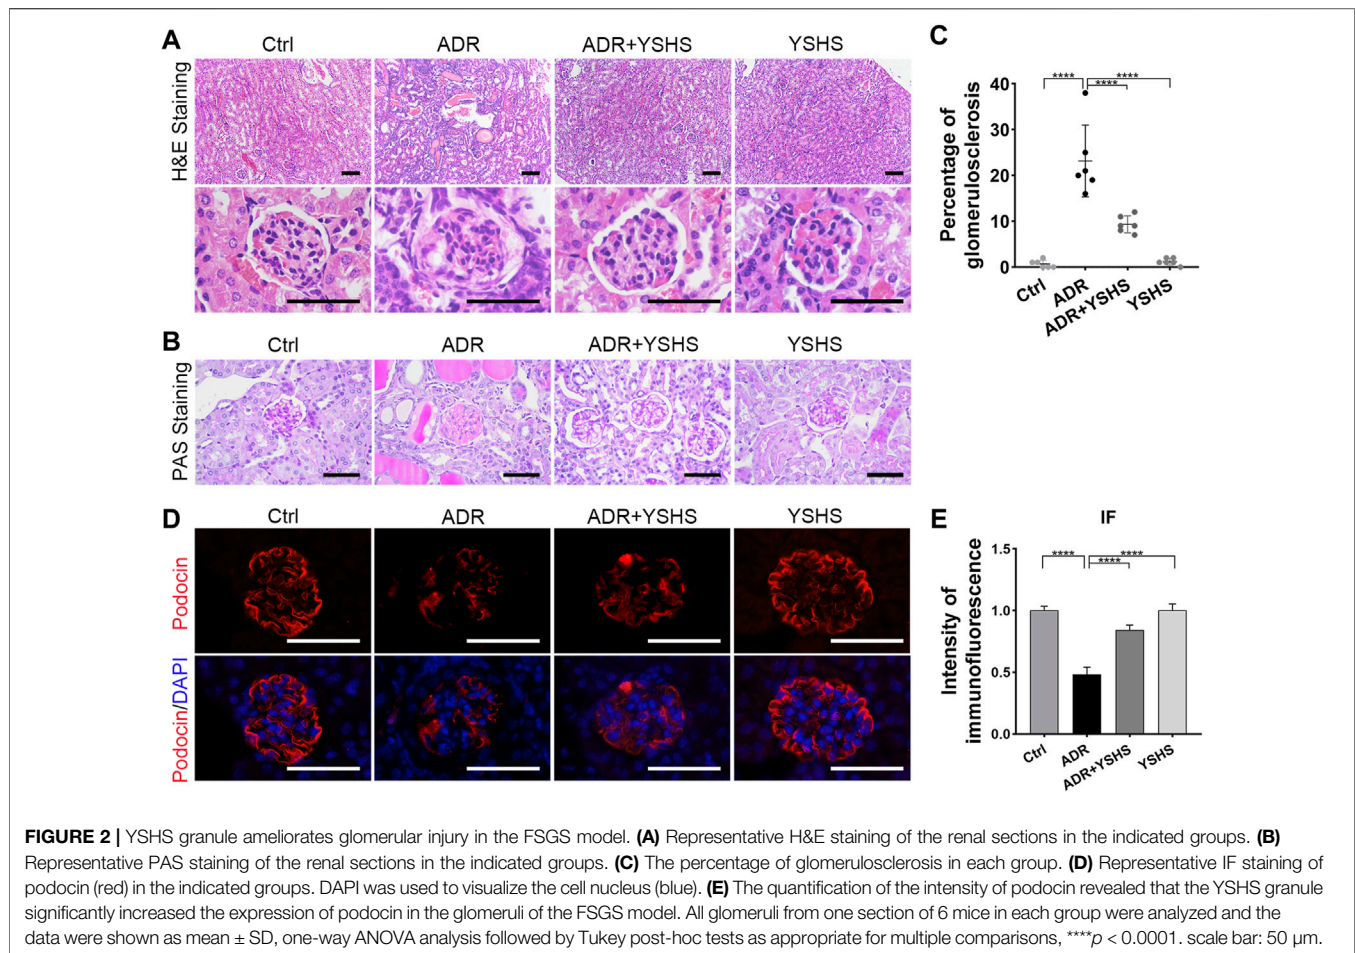 A
Ctrl
ADR
ADR+YSHS
YSHS
H&E Staining
C
Percentage of
glomerulosclerosis
40
30
20
10
0
****
****
****
Ctrl
ADR
ADR+YSHS
YSHS
B
Ctrl
ADR
ADR+YSHS
YSHS
PAS Staining
D
Ctrl
ADR
ADR+YSHS
YSHS
Podocin
Podocin/DAPI
E
IF
Intensity of
immunofluorescence
1.5
1.0
0.5
0.0
****
****
****
Ctrl
ADR
ADR+YSHS
YSHS
FIGURE 2 | YSHS granule ameliorates glomerular injury in the FSGS model. (A) Representative H&E staining of the renal sections in the indicated groups. (B)
Representative PAS staining of the renal sections in the indicated groups. (C) The percentage of glomerulosclerosis in each group. (D) Representative IF staining of
podocin (red) in the indicated groups. DAPI was used to visualize the cell nucleus (blue). (E) The quantification of the intensity of podocin revealed that the YSHS granule
significantly increased the expression of podocin in the glomeruli of the FSGS model. All glomeruli from one section of 6 mice in each group were analyzed and the
data were shown as mean ± SD, one-way ANOVA analysis followed by Tukey post-hoc tests as appropriate for multiple comparisons, ****p < 0.0001. scale bar: 50 μm.